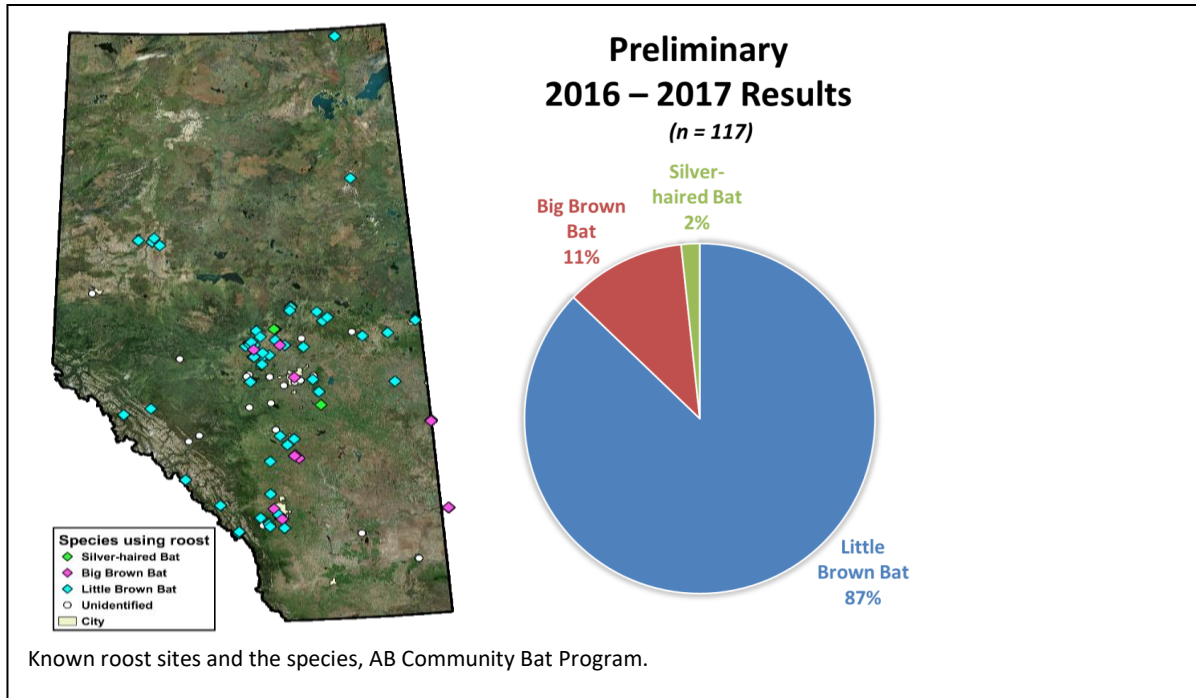 Preliminary
2016 – 2017 Results
(n = 117)
Silver-
haired Bat
2%
Big Brown
Bat
11%
Little
Brown Bat
87%
Species using roost
Silver-haired Bat
Big Brown Bat
Little Brown Bat
Unidentified
City
Known roost sites and the species, AB Community Bat Program.